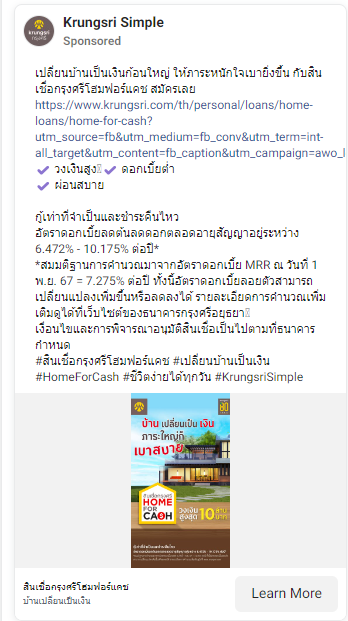 Krungsri Simple
Sponsored
krungsri
กรุงศรี
เปลี่ยนบ้านเป็นเงินก้อนใหญ่ ให้ภาระหนักใจเบายิ่งขึ้น กับสิน
เชื่อกรุงศรีโฮมฟอร์แคช สมัครเลย
https://www.krungsri.com/th/personal/loans/home-
loans/home-for-cash?
utm_source=fb&utm_medium=fb_conv&utm_term=int-
all_target&utm_content=fb_caption&utm_campaign=awo_l
วงเงินสูง ดอกเบี้ยต่ำ
ผ่อนสบาย
กู้เท่าที่จำเป็นและชำระคืนไหว
อัตราดอกเบี้ยลดต้นลดดอกตลอดอายุสัญญาอยู่ระหว่าง
6.472% - 10.175% ต่อปี*
*สมมติฐานการคำนวณมาจากอัตราดอกเบี้ย MRR ณ วันที่ 1
พ.ย. 67 = 7.275% ต่อปี ทั้งนี้อัตราดอกเบี้ยลอยตัวสามารถ
เปลี่ยนแปลงเพิ่มขึ้นหรือลดลงได้ รายละเอียดการคำนวณเพิ่ม
เติมดูได้ที่เว็บไซต์ของธนาคารกรุงศรีอยุธยา
เงื่อนไขและการพิจารณาอนุมัติสินเชื่อเป็นไปตามที่ธนาคาร
กำหนด
#สินเชื่อกรุงศรีโฮมฟอร์แคช #เปลี่ยนบ้านเป็นเงิน
#HomeForCash #ชีวิตง่ายได้ทุกวัน #KrungsriSimple
บ้าน เปลี่ยนเป็น เงิน
ภาระใหญ่ก็
เบาสบาย
สินเชื่อกรุงศรี
HOME
FOR
CASH
วงเงิน
สูงสุด 10 ล้าน
บาท
สินเชื่อกรุงศรีโฮมฟอร์แคช
บ้านเปลี่ยนเป็นเงิน
Learn More